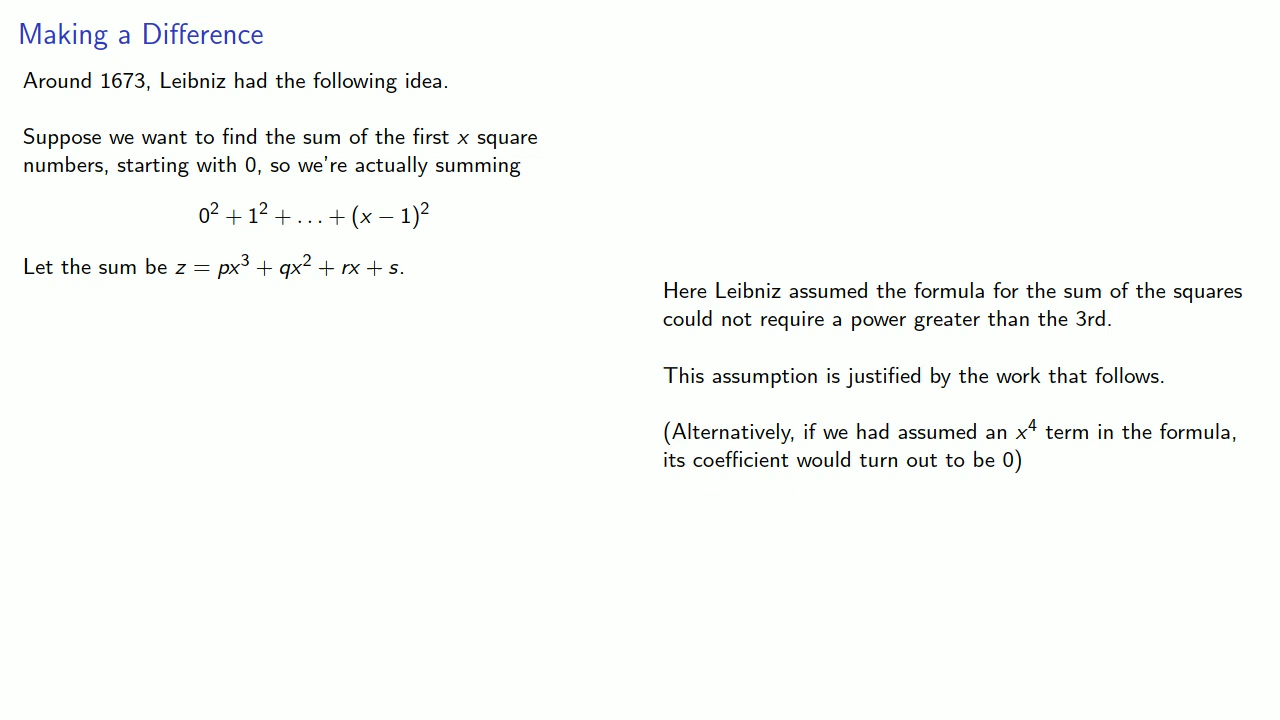 Making a Difference
Around 1673, Leibniz had the following idea.
Suppose we want to find the sum of the first x square
numbers, starting with 0, so we're actually summing
0² + 1² + . . . + (x − 1)²
Let the sum be z = px³ + qx² + rx + s.
Here Leibniz assumed the formula for the sum of the squares
could not require a power greater than the 3rd.
This assumption is justified by the work that follows.
(Alternatively, if we had assumed an x⁴ term in the formula,
its coefficient would turn out to be 0)